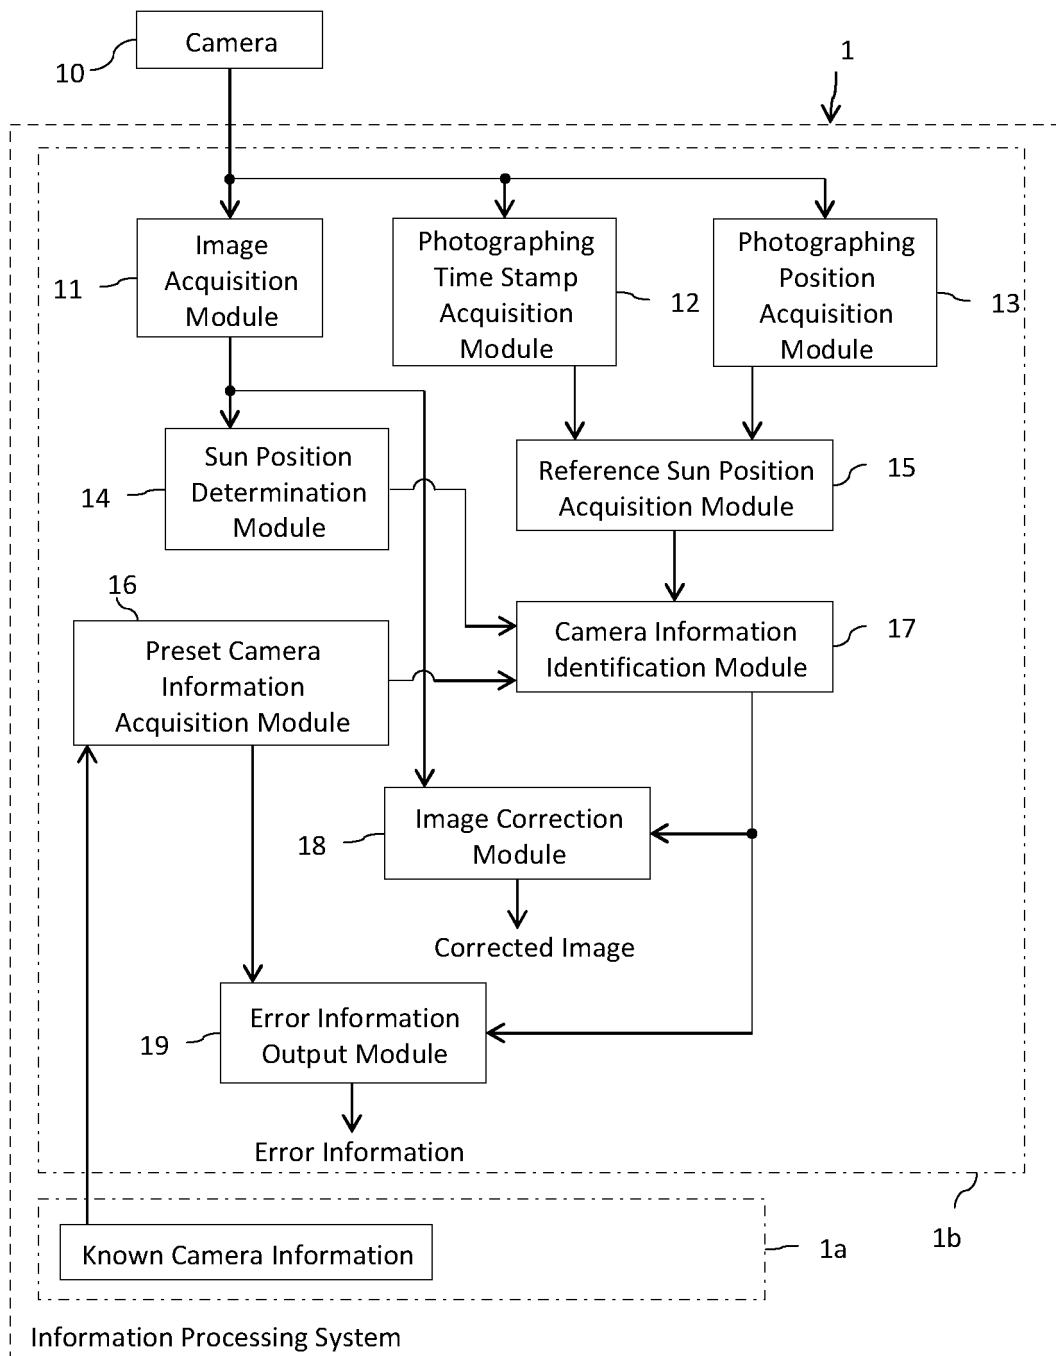 Camera
10
1
Image
Acquisition
Module
11
Photographing
Time Stamp
Acquisition
Module
12
Photographing
Position
Acquisition
Module
13
Sun Position
Determination
Module
14
Reference Sun Position
Acquisition Module
15
16
Preset Camera
Information
Acquisition Module
Camera Information
Identification Module
17
Image Correction
Module
18
Corrected Image
Error Information
Output Module
19
Error Information
1b
Known Camera Information
1a
Information Processing System